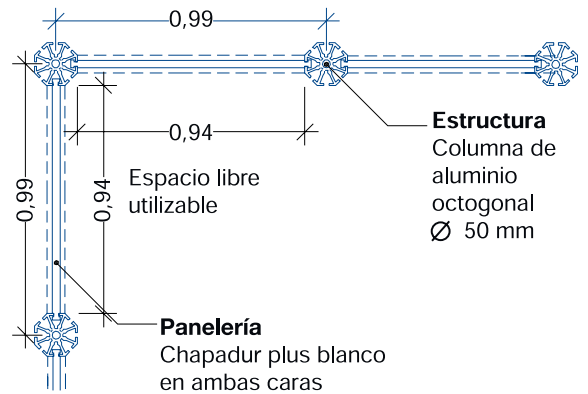 0,99
0,94
Estructura
Columna de
aluminio
octogonal
Ø 50 mm
0,99
0,94
Espacio libre
utilizable
Panelería
Chapadur plus blanco
en ambas caras